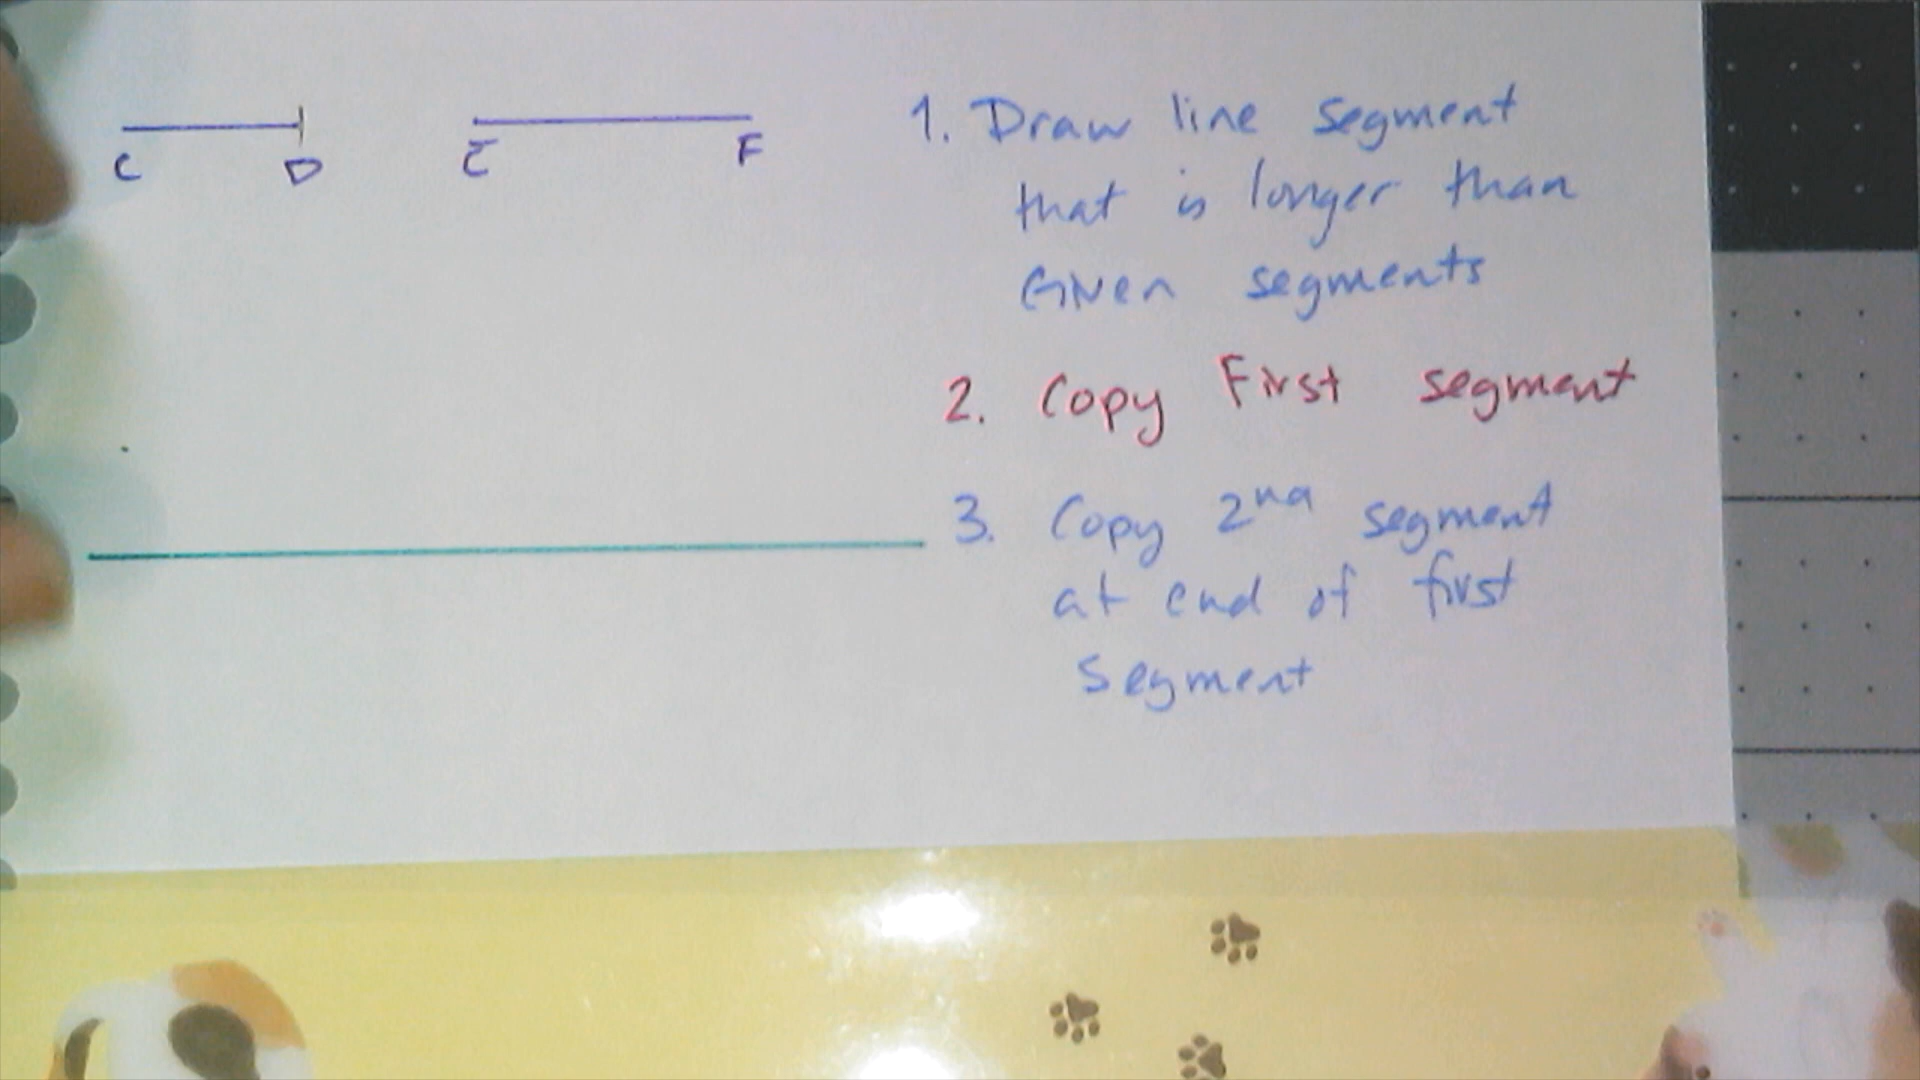 C D E F
1. Draw line segment
that is longer than
Given segments
2. Copy First segment
3. Copy 2nd segment
at end of first
segment